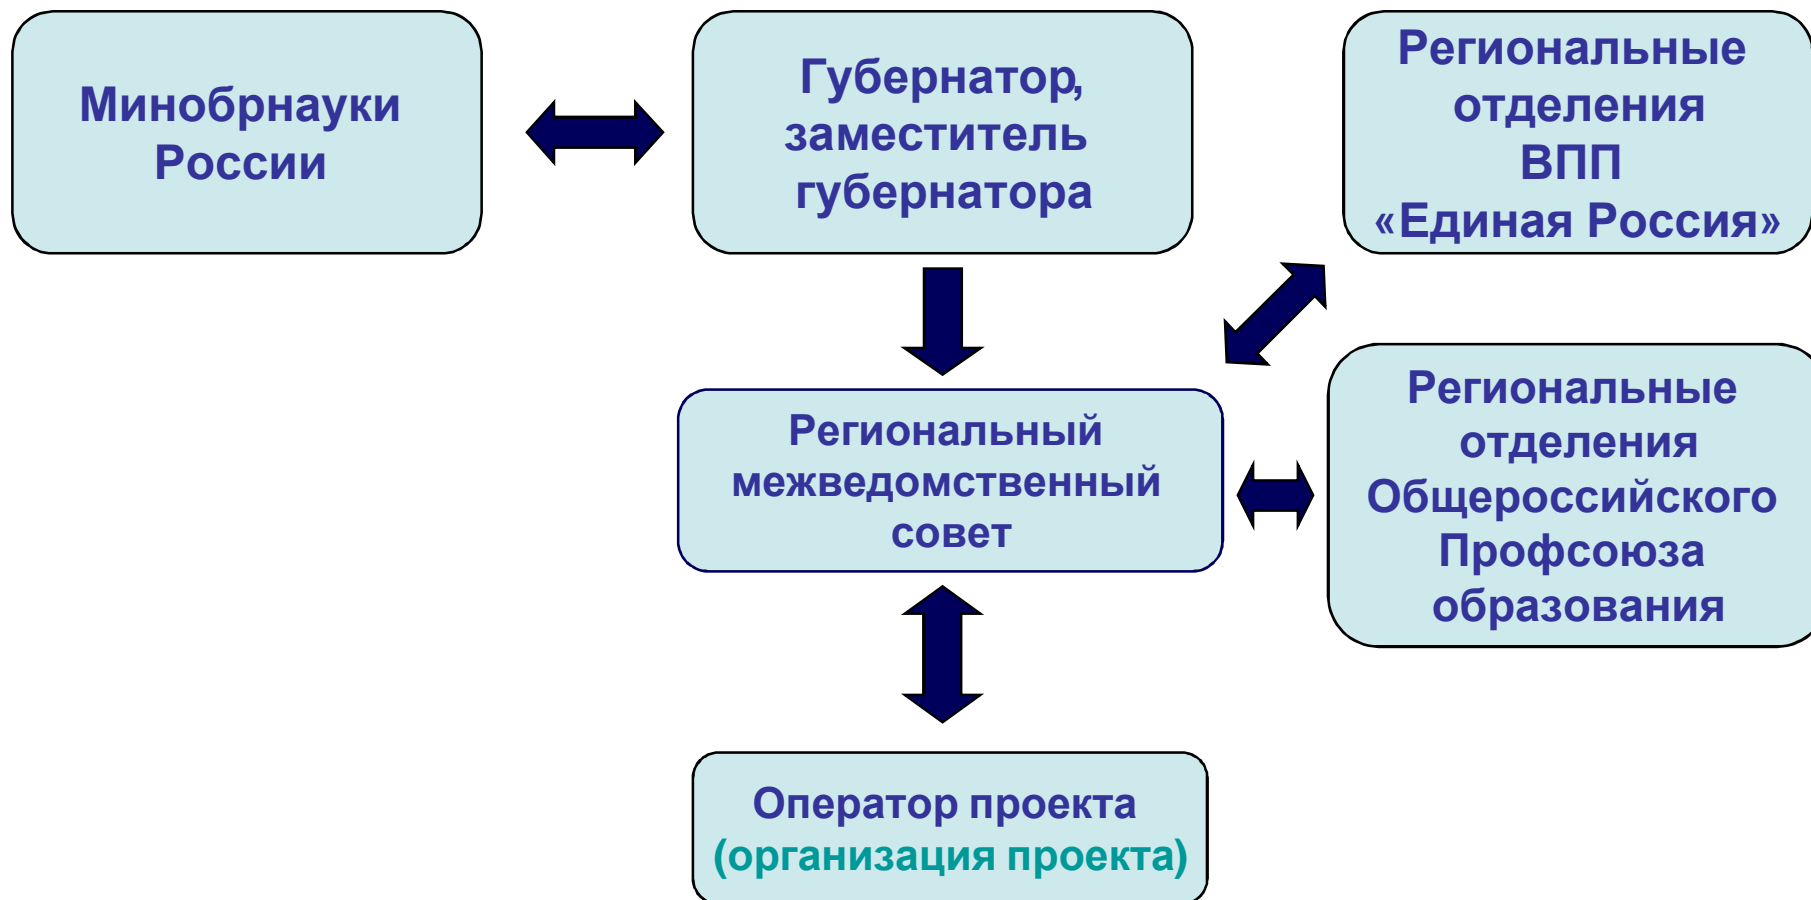 Минобрнауки
России
Губернатор,
заместитель
губернатора
Региональные
отделения
ВПП
«Единая Россия»
Региональный
межведомственный
совет
Региональные
отделения
Общероссийского
Профсоюза
образования
Оператор проекта
(организация проекта)